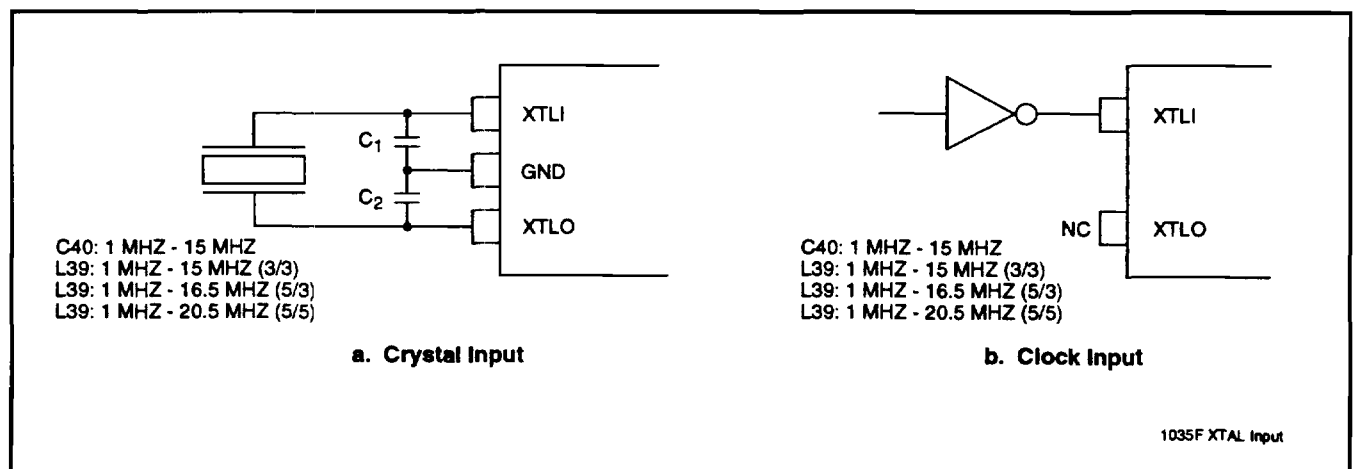 XTLI
C1
GND
C2
XTLO
C40: 1 MHZ - 15 MHZ
L39: 1 MHZ - 15 MHZ (3/3)
L39: 1 MHZ - 16.5 MHZ (5/3)
L39: 1 MHZ - 20.5 MHZ (5/5)
a. Crystal Input
XTLI
NC
XTLO
C40: 1 MHZ - 15 MHZ
L39: 1 MHZ - 15 MHZ (3/3)
L39: 1 MHZ - 16.5 MHZ (5/3)
L39: 1 MHZ - 20.5 MHZ (5/5)
b. Clock Input
1035F XTAL Input